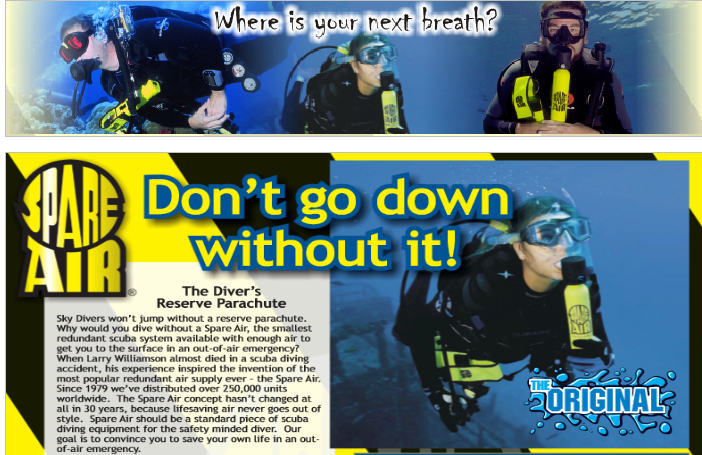 Where is your next breath?
SPARE
AIR
®
Don't go down
without it!
The Diver's
Reserve Parachute
Sky Divers won't jump without a reserve parachute.
Why would you dive without a Spare Air, the smallest
redundant scuba system available with enough air to
get you to the surface in an out-of-air emergency?
When Larry Williamson almost died in a scuba diving
accident, his experience inspired the invention of the
most popular redundant air supply ever - the Spare Air.
Since 1979 we've distributed over 250,000 units
worldwide. The Spare Air concept hasn't changed at
all in 30 years, because lifesaving air never goes out of
style. Spare Air should be a standard piece of scuba
diving equipment for the safety minded diver. Our
goal is to convince you to save your own life in an out-
of-air emergency.
SPARE
AIR
THE
ORIGINAL